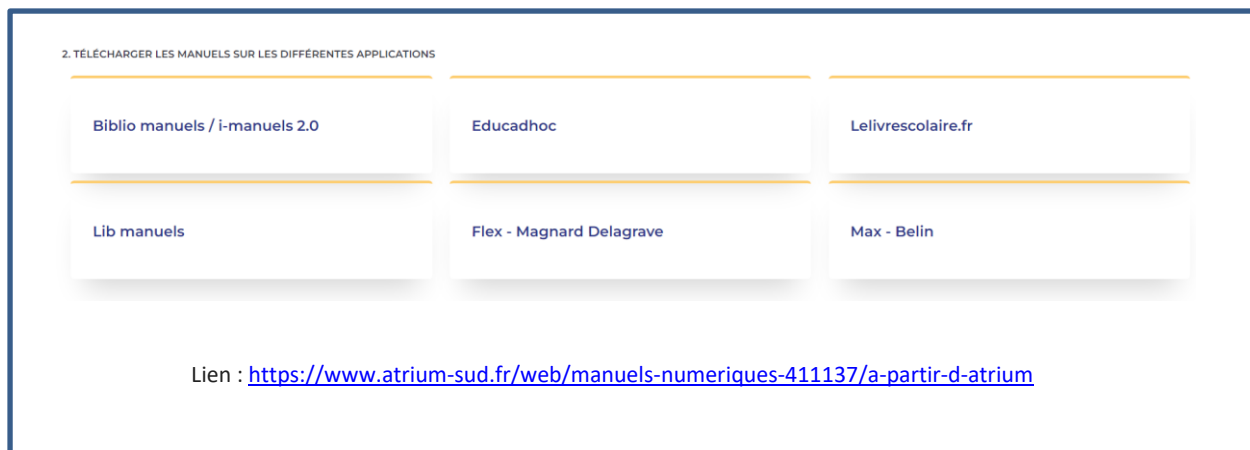 2. TÉLÉCHARGER LES MANUELS SUR LES DIFFÉRENTES APPLICATIONS
Biblio manuels / i-manuels 2.0
Educadhoc
Lelivrescolaire.fr
Lib manuels
Flex - Magnard Delagrave
Max - Belin
Lien : https://www.atrium-sud.fr/web/manuels-numeriques-411137/a-partir-d-atrium